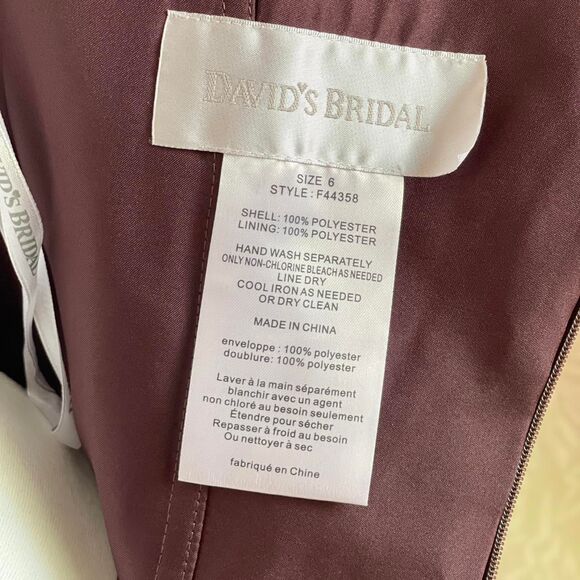 DAVID'S BRIDAL
SIZE 6
STYLE : F44358
SHELL: 100% POLYESTER
LINING: 100% POLYESTER
HAND WASH SEPARATELY
ONLY NON-CHLORINE BLEACH AS NEEDED
LINE DRY
COOL IRON AS NEEDED
OR DRY CLEAN
MADE IN CHINA
enveloppe : 100% polyester
doublure: 100% polyester
Laver à la main séparément
blanchir avec un agent
non chloré au besoin seulement
Étendre pour sécher
Repasser à froid au besoin
Ou nettoyer à sec
fabriqué en Chine
VID'S BRIDAL